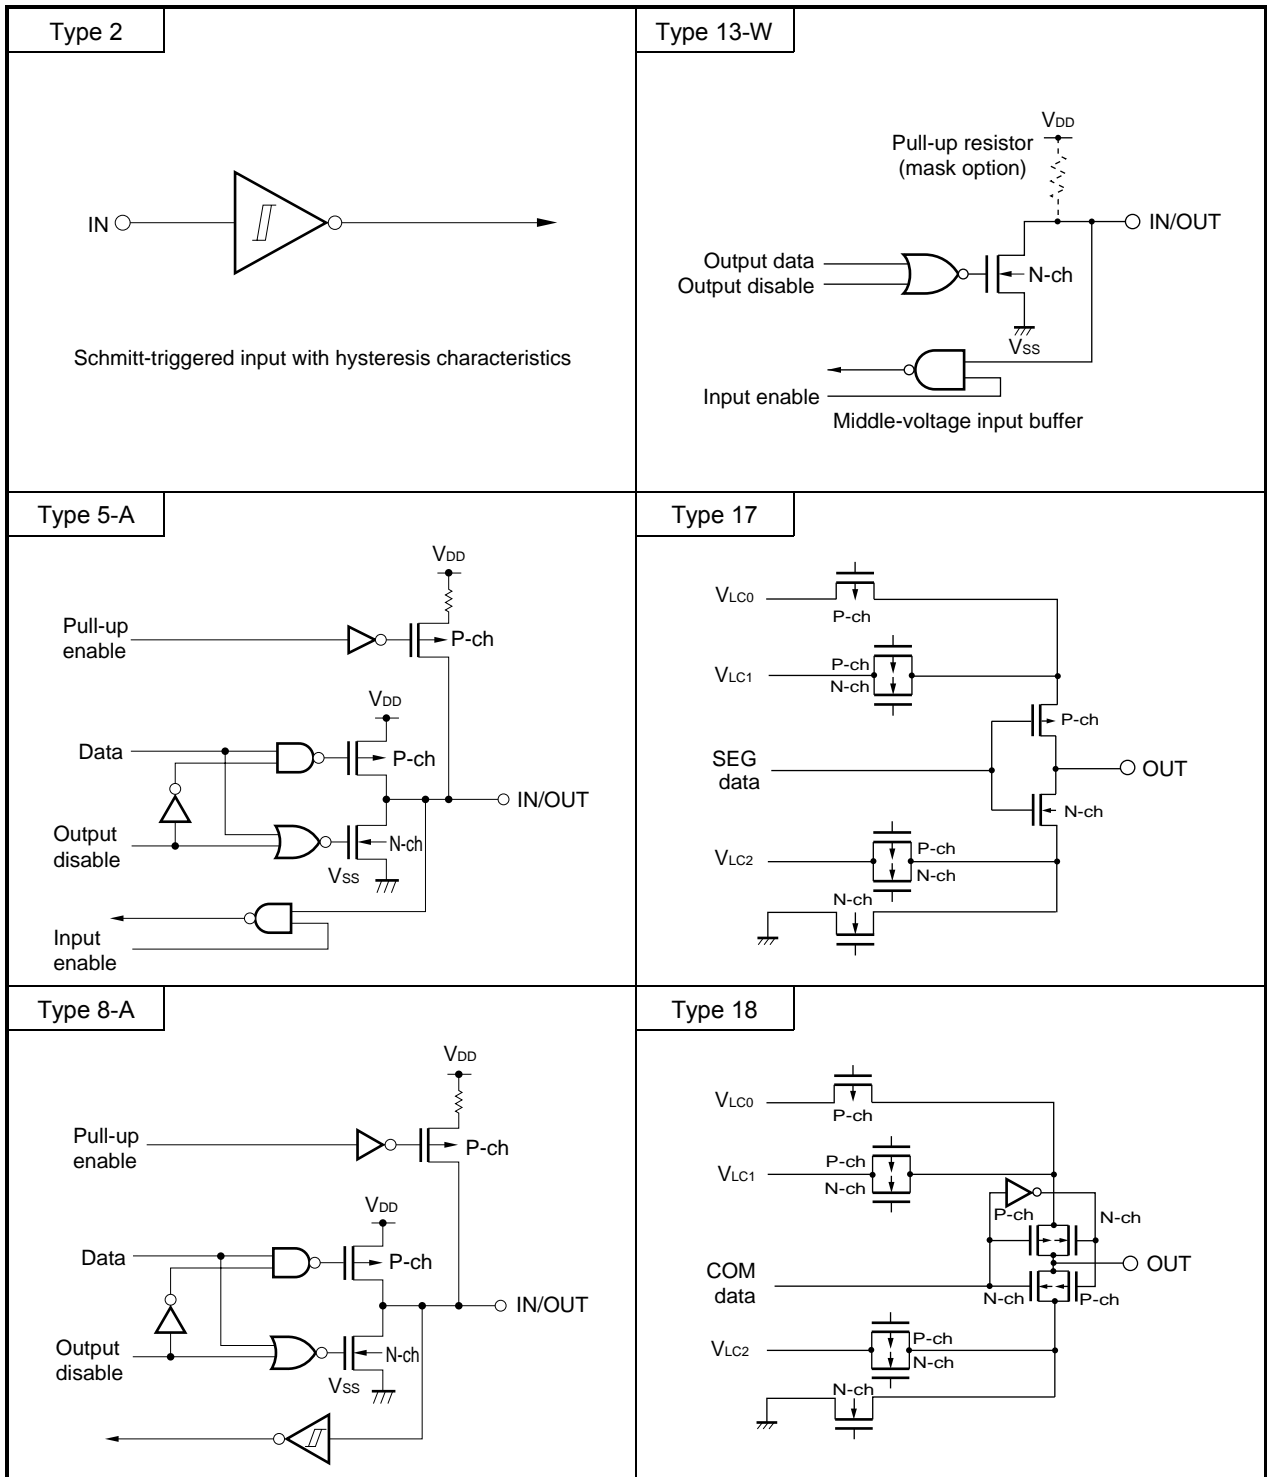 Type 2
IN
Schmitt-triggered input with hysteresis characteristics
Type 13-W
VDD
Pull-up resistor
(mask option)
IN/OUT
Output data
Output disable
N-ch
VSS
Input enable
Middle-voltage input buffer
Type 5-A
VDD
Pull-up
enable
P-ch
VDD
Data
P-ch
IN/OUT
Output
disable
N-ch
VSS
Input
enable
Type 17
VLC0
P-ch
VLC1
P-ch
N-ch
P-ch
SEG
data
OUT
N-ch
VLC2
P-ch
N-ch
N-ch
Type 8-A
VDD
Pull-up
enable
P-ch
VDD
Data
P-ch
IN/OUT
Output
disable
N-ch
VSS
Type 18
VLC0
P-ch
VLC1
P-ch
N-ch
P-ch
N-ch
COM
data
OUT
N-ch
P-ch
VLC2
P-ch
N-ch
N-ch